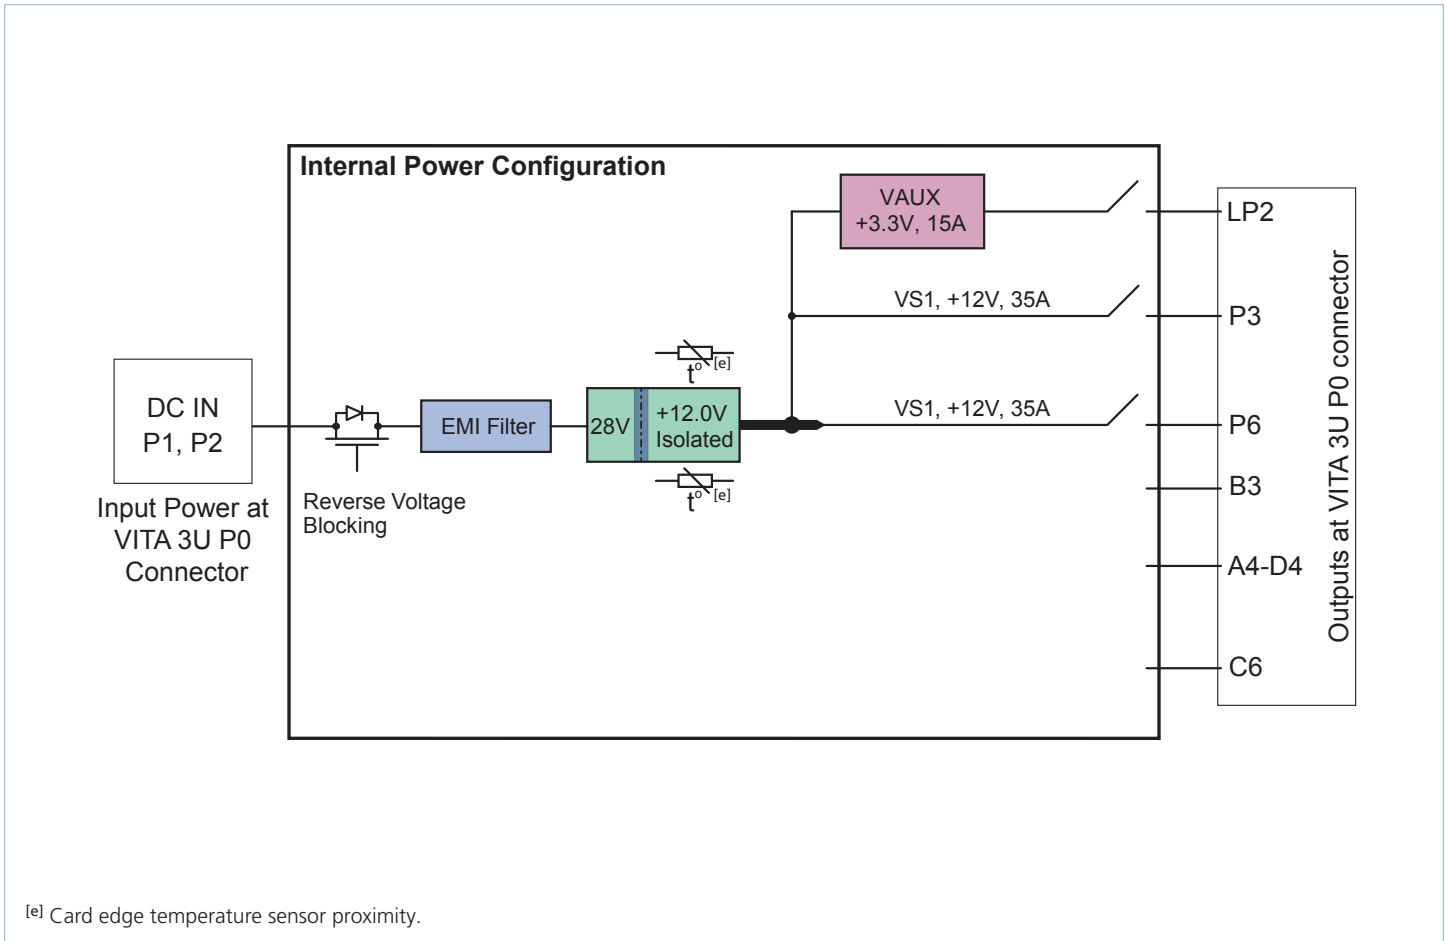 Internal Power Configuration
VAUX
+3.3V, 15A
LP2
VS1, +12V, 35A
P3
DC IN
P1, P2
Input Power at
VITA 3U P0
Connector
Reverse Voltage
Blocking
EMI Filter
28V
+12.0V
Isolated
t° [e]
t° [e]
VS1, +12V, 35A
P6
B3
A4-D4
C6
Outputs at VITA 3U P0 connector
[e] Card edge temperature sensor proximity.